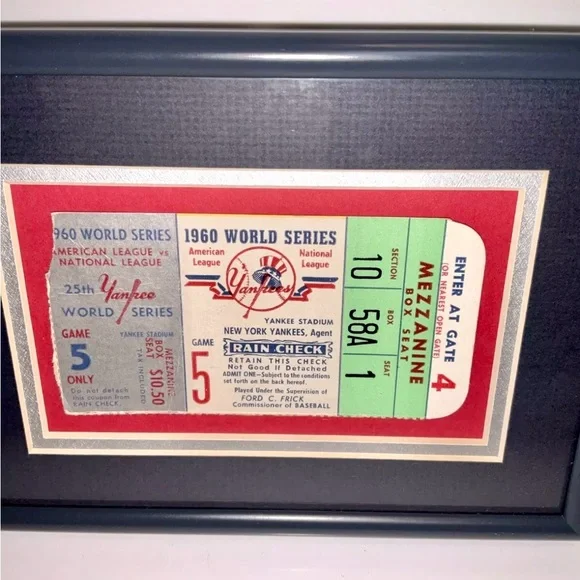 960 WORLD SERIES
AMERICAN LEAGUE vs
NATIONAL LEAGUE
25th Yankee
WORLD SERIES
GAME
5
ONLY
Do not detach
this coupon from
RAIN CHECK.
YANKEE STADIUM
MEZZANINE
BOX
SEAT
$10.50
TAX INCLUDED
1960 WORLD SERIES
American
League
National
League
Yankees
YANKEE STADIUM
NEW YORK YANKEES, Agent
GAME
5
RAIN CHECK
RETAIN THIS CHECK
Not Good if Detached
ADMIT ONE—Subject to the conditions
set forth on the back hereof.
Played Under the Supervision of
FORD C. FRICK
Commissioner of BASEBALL
SECTION
10
BOX
58A
SEAT
1
MEZZANINE
BOX SEAT
ENTER AT GATE 4
(OR NEAREST OPEN GATE)